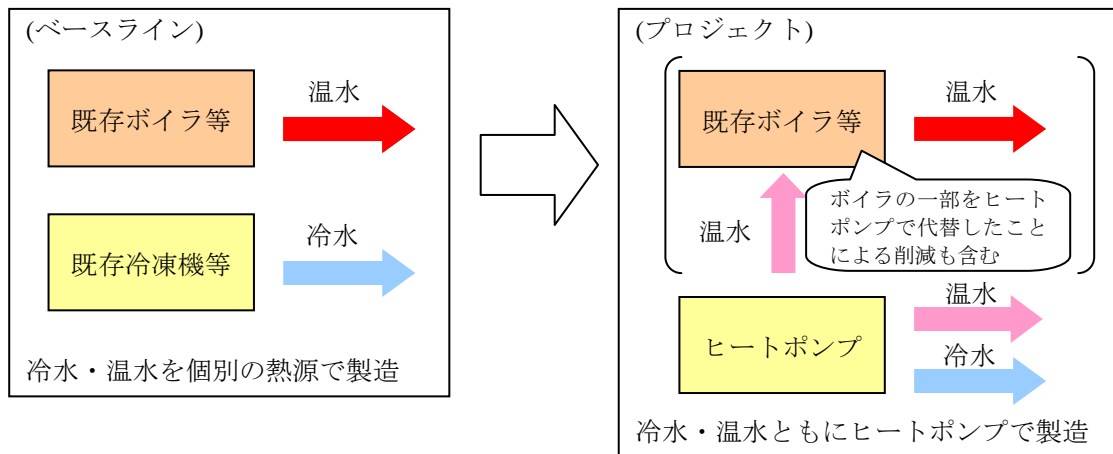 (ベースライン)
温水
既存ボイラ等
冷水
既存冷凍機等
冷水・温水を個別の熱源で製造
(プロジェクト)
温水
既存ボイラ等
ボイラの一部をヒート
ポンプで代替したこと
による削減も含む
温水
温水
ヒートポンプ
冷水
冷水・温水ともにヒートポンプで製造